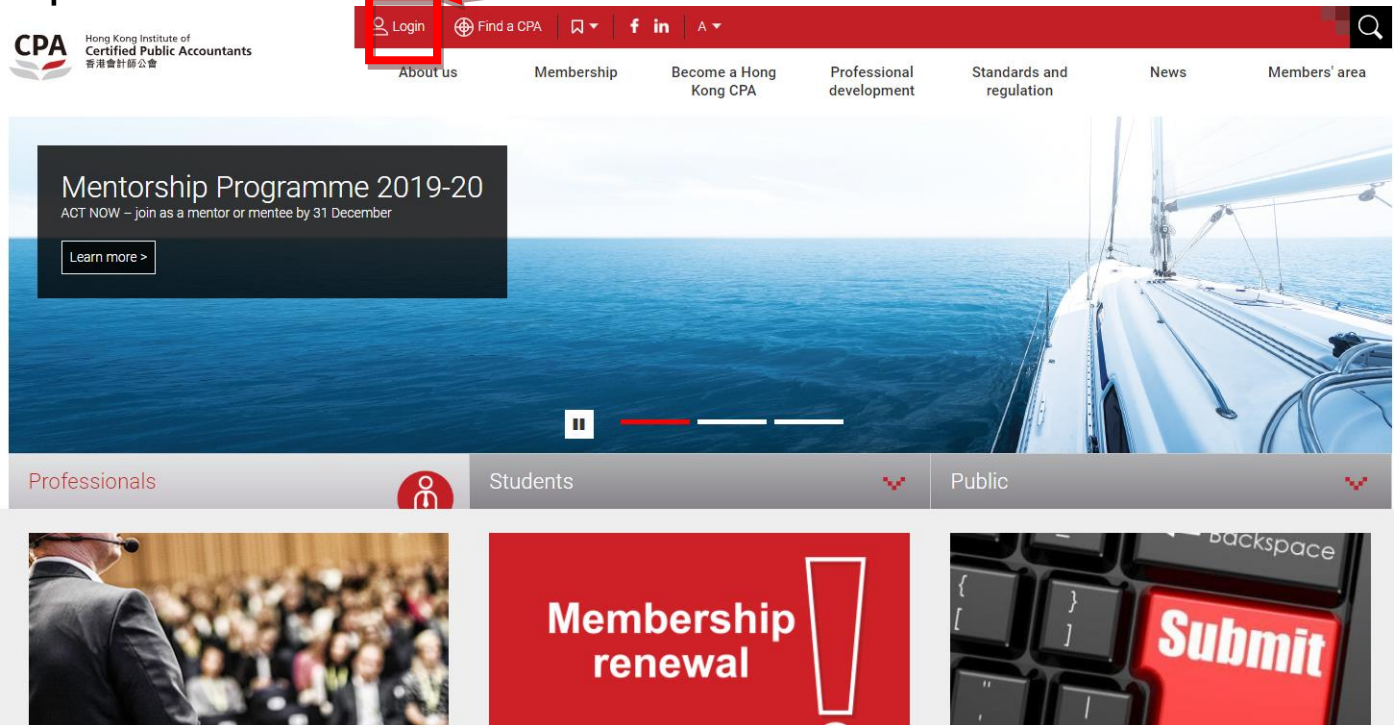 Login
Find a CPA
f
in
A
CPA
Hong Kong Institute of
Certified Public Accountants
香港會計師公會
About us
Membership
Become a Hong
Kong CPA
Professional
development
Standards and
regulation
News
Members' area
Mentorship Programme 2019-20
ACT NOW – join as a mentor or mentee by 31 December
Learn more >
Professionals
Students
Public
Membership
renewal
!
Backspace
{
[
}
]
Submit
"
'
|